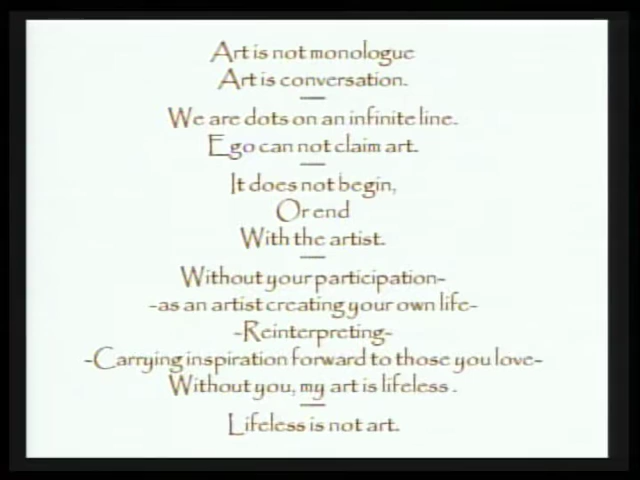 Art is not monologue
Art is conversation.
We are dots on an infinite line.
Ego can not claim art.
It does not begin,
Or end
With the artist.
Without your participation-
-as an artist creating your own life-
-Reinterpreting-
-Carrying inspiration forward to those you love-
Without you, my art is lifeless.
Lifeless is not art.